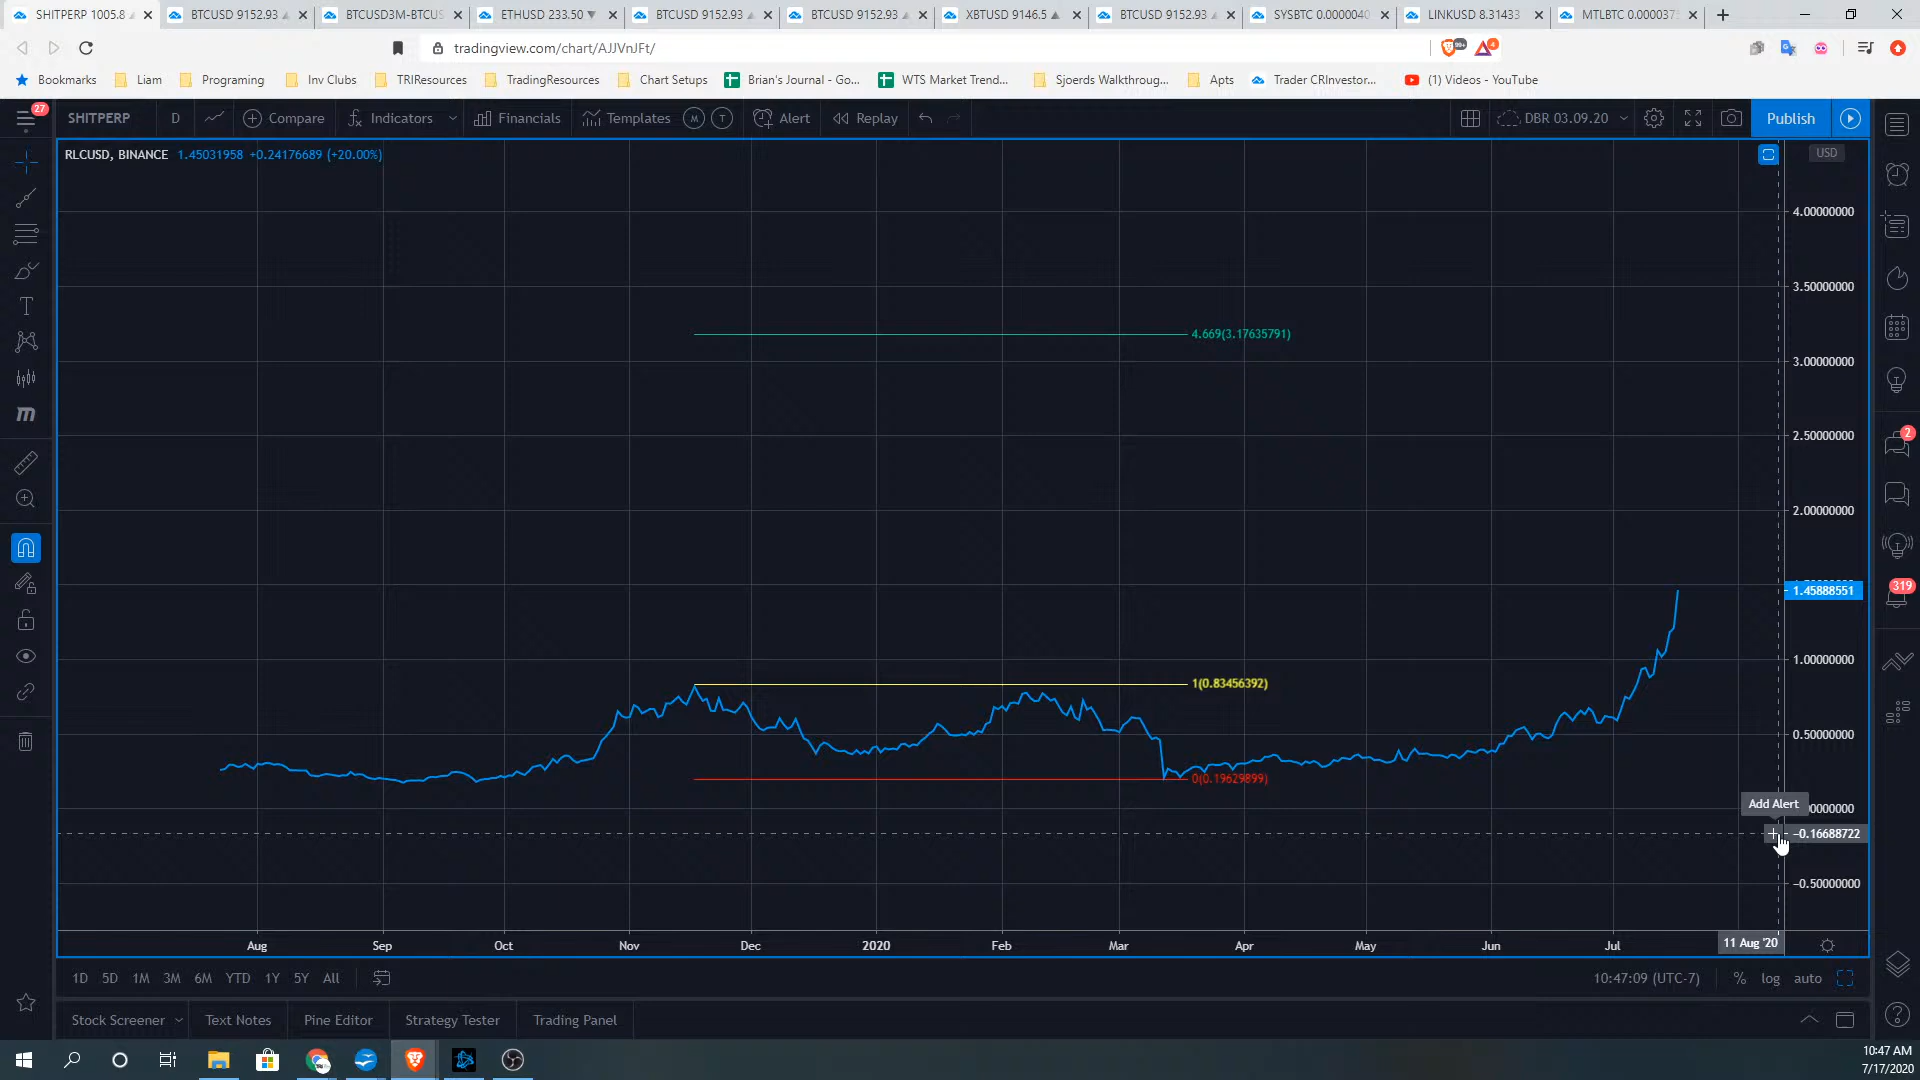 SHITPERP 1005.8
BTCUSD 9152.93
BTCUSD3M-BTCUS
ETHUSD 233.50 ▼
BTCUSD 9152.93
BTCUSD 9152.93
XBTUSD 9146.5 ▲
BTCUSD 9152.93
SYSBTC 0.0000040
LINKUSD 8.31433
MTLBTC 0.0000373
tradingview.com/chart/AJJVnJFt/
99+
4
Bookmarks
Liam
Programing
Inv Clubs
TRIResources
TradingResources
Chart Setups
Brian's Journal - Go...
WTS Market Trend...
Sjoerds Walkthroug...
Apts
Trader CRInvestor...
(1) Videos - YouTube
27
SHITPERP
D
Compare
Indicators
Financials
Templates
M
T
Alert
Replay
DBR 03.09.20
Publish
RLCUSD, BINANCE 1.45031958 +0.24176689 (+20.00%)
USD
4.00000000
3.50000000
4.669(3.17635791)
3.00000000
2.50000000
2.00000000
1.45888551
1.00000000
1(0.83456392)
0.50000000
0(0.19629899)
Add Alert
−0.16688722
−0.50000000
2
319
Aug
Sep
Oct
Nov
Dec
2020
Feb
Mar
Apr
May
Jun
Jul
11 Aug '20
1D 5D 1M 3M 6M YTD 1Y 5Y All
10:47:09 (UTC-7)
% log auto
Stock Screener
Text Notes
Pine Editor
Strategy Tester
Trading Panel
10:47 AM
7/17/2020